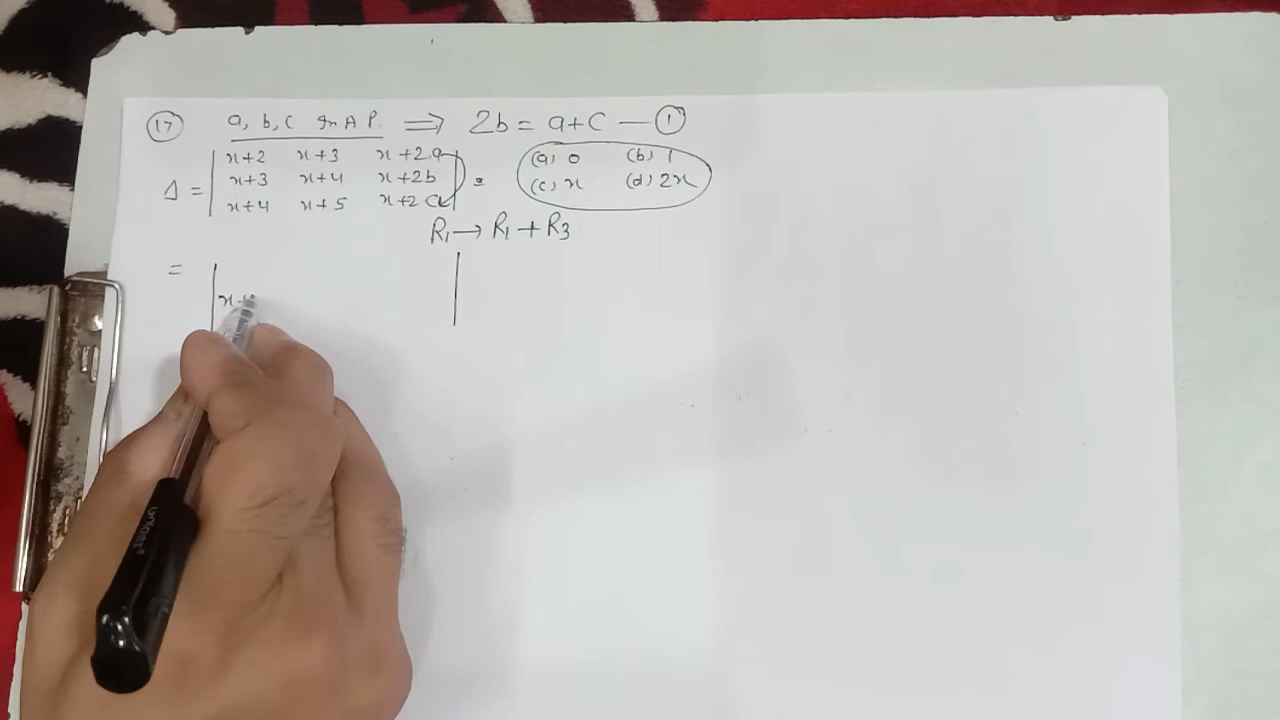 17 a, b, c In A P. ⟹ 2b = a+c — 1
x+2 x+3 x+2a
Δ = x+3 x+4 x+2b = (a) 0 (b) 1
x+4 x+5 x+2c (c) x (d) 2x
R₁ → R₁ + R₃
=
x+